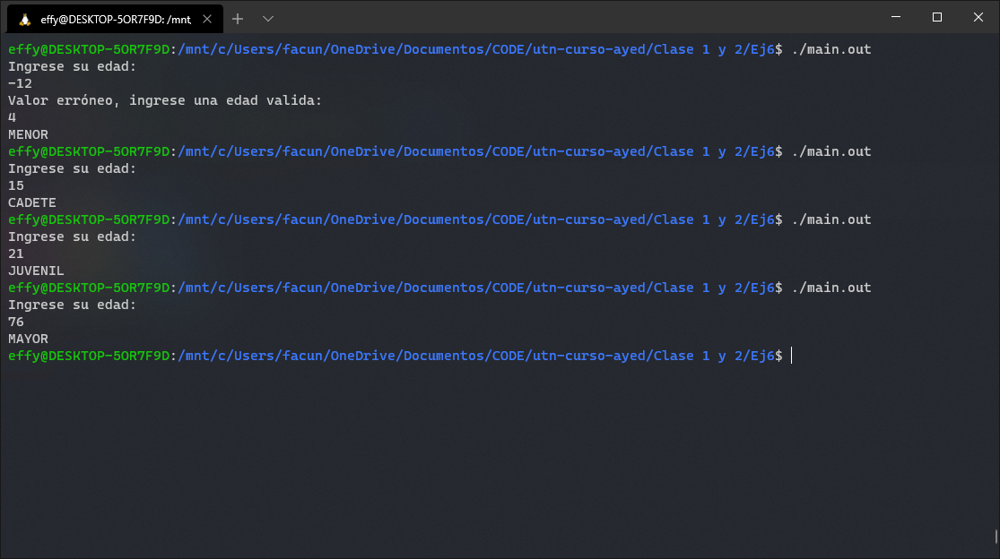 effy@DESKTOP-5OR7F9D: /mnt,
effy@DESKTOP-5OR7F9D:/mnt/c/Users/facun/OneDrive/Documentos/CODE/utn-curso-ayed/Clase 1 y 2/Ej6$ ./main.out
Ingrese su edad:
-12
Valor erróneo, ingrese una edad valida:
4
MENOR
effy@DESKTOP-5OR7F9D:/mnt/c/Users/facun/OneDrive/Documentos/CODE/utn-curso-ayed/Clase 1 y 2/Ej6$ ./main.out
Ingrese su edad:
15
CADETE
effy@DESKTOP-5OR7F9D:/mnt/c/Users/facun/OneDrive/Documentos/CODE/utn-curso-ayed/Clase 1 y 2/Ej6$ ./main.out
Ingrese su edad:
21
JUVENIL
effy@DESKTOP-5OR7F9D:/mnt/c/Users/facun/OneDrive/Documentos/CODE/utn-curso-ayed/Clase 1 y 2/Ej6$ ./main.out
Ingrese su edad:
76
MAYOR
effy@DESKTOP-5OR7F9D:/mnt/c/Users/facun/OneDrive/Documentos/CODE/utn-curso-ayed/Clase 1 y 2/Ej6$